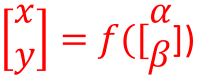 [x y] = f([α β])